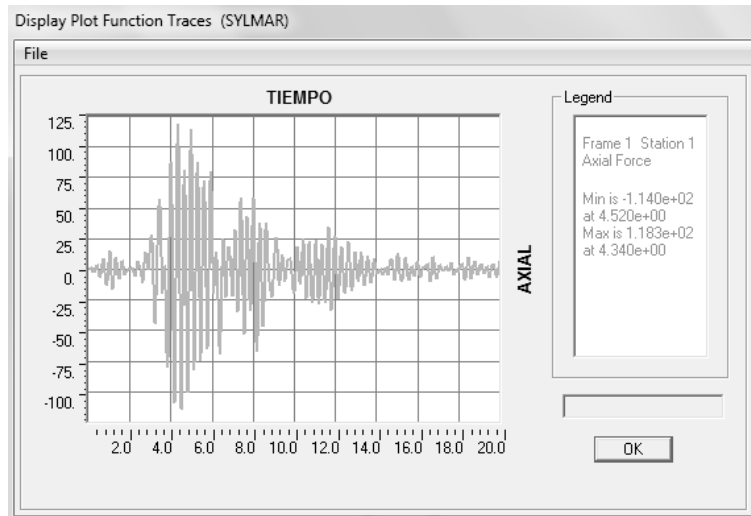 Display Plot Function Traces (SYLMAR)
File
TIEMPO
125.
100.
75.
50.
25.
0.
-25.
-50.
-75.
-100.
2.0 4.0 6.0 8.0 10.0 12.0 14.0 16.0 18.0 20.0
AXIAL
Legend
Frame 1 Station 1
Axial Force
Min is -1.140e+02
at 4.520e+00
Max is 1.183e+02
at 4.340e+00
OK